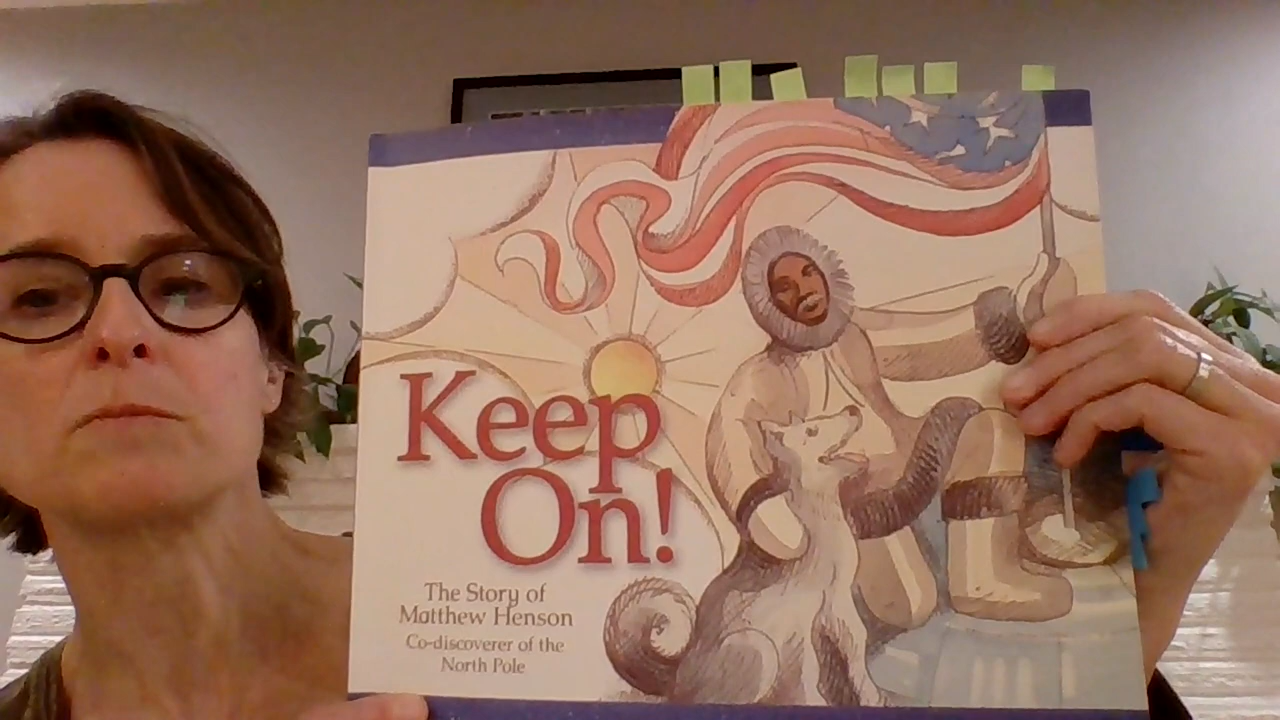 Keep
On!
The Story of
Matthew Henson
Co-discoverer of the
North Pole